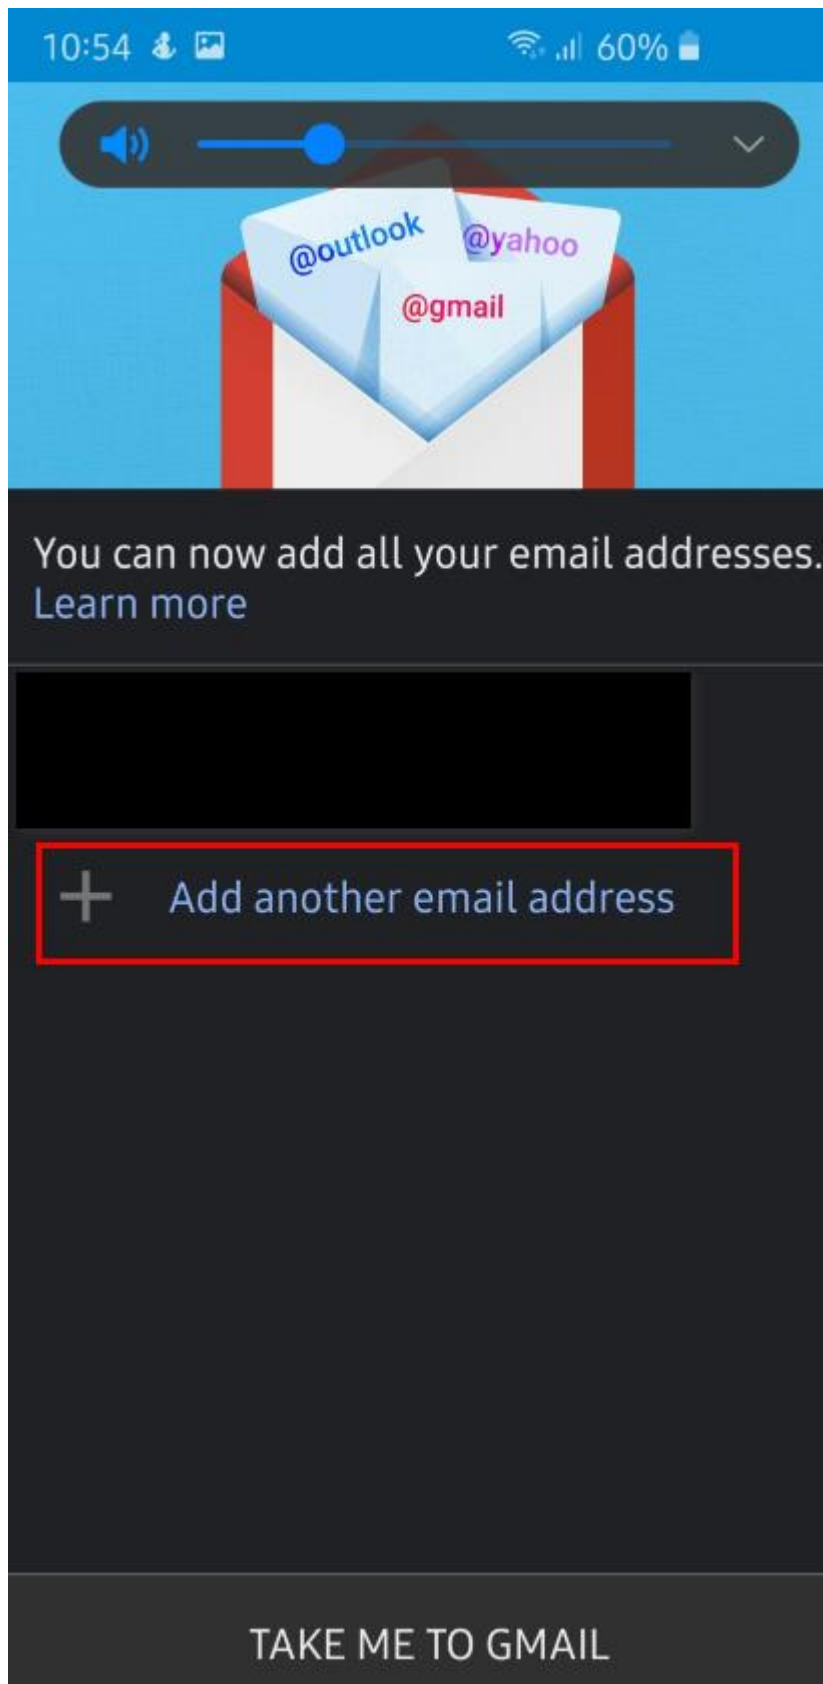 10:54
60%
@outlook
@yahoo
@gmail
You can now add all your email addresses.
Learn more
Add another email address
TAKE ME TO GMAIL